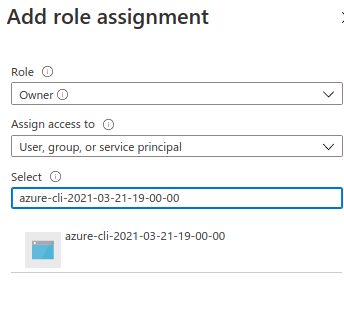 Add role assignment
Role
Owner
Assign access to
User, group, or service principal
Select
azure-cli-2021-03-21-19-00-00
azure-cli-2021-03-21-19-00-00